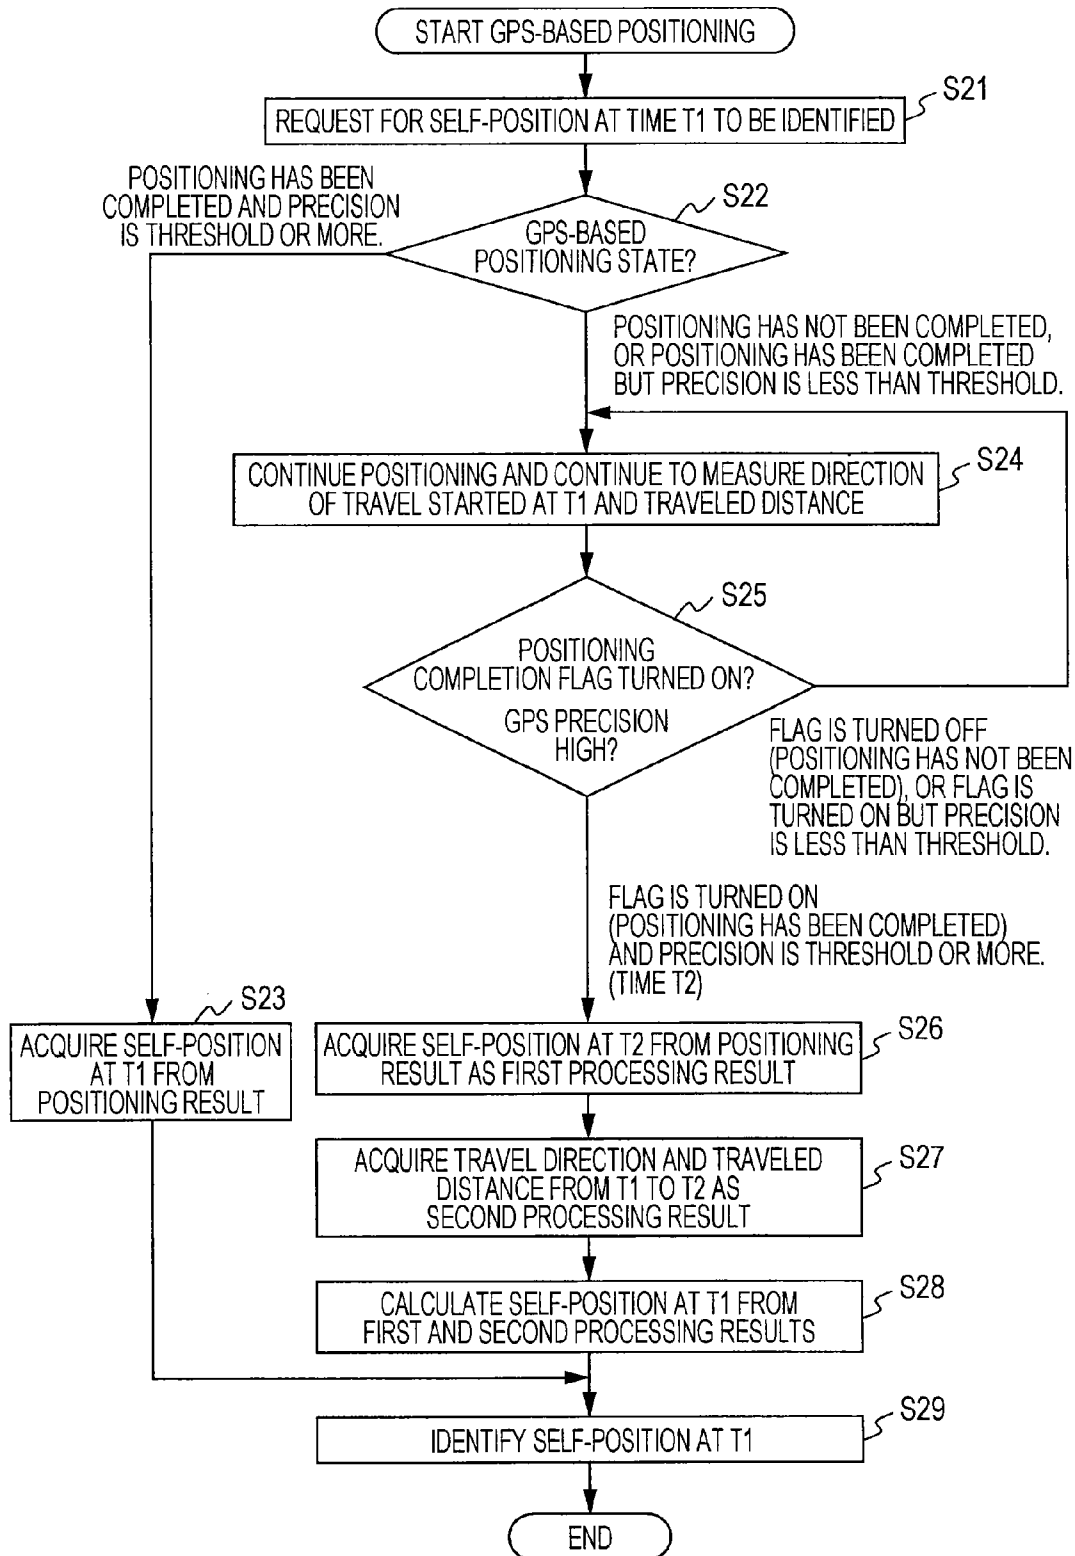 START GPS-BASED POSITIONING
S21
REQUEST FOR SELF-POSITION AT TIME T1 TO BE IDENTIFIED
POSITIONING HAS BEEN
COMPLETED AND PRECISION
IS THRESHOLD OR MORE.
S22
GPS-BASED
POSITIONING STATE?
POSITIONING HAS NOT BEEN COMPLETED,
OR POSITIONING HAS BEEN COMPLETED
BUT PRECISION IS LESS THAN THRESHOLD.
S24
CONTINUE POSITIONING AND CONTINUE TO MEASURE DIRECTION
OF TRAVEL STARTED AT T1 AND TRAVELED DISTANCE
S25
POSITIONING
COMPLETION FLAG TURNED ON?
GPS PRECISION
HIGH?
FLAG IS TURNED OFF
(POSITIONING HAS NOT BEEN
COMPLETED), OR FLAG IS
TURNED ON BUT PRECISION
IS LESS THAN THRESHOLD.
FLAG IS TURNED ON
(POSITIONING HAS BEEN COMPLETED)
AND PRECISION IS THRESHOLD OR MORE.
(TIME T2)
S23
ACQUIRE SELF-POSITION
AT T1 FROM
POSITIONING RESULT
S26
ACQUIRE SELF-POSITION AT T2 FROM POSITIONING
RESULT AS FIRST PROCESSING RESULT
S27
ACQUIRE TRAVEL DIRECTION AND TRAVELED
DISTANCE FROM T1 TO T2 AS
SECOND PROCESSING RESULT
S28
CALCULATE SELF-POSITION AT T1 FROM
FIRST AND SECOND PROCESSING RESULTS
S29
IDENTIFY SELF-POSITION AT T1
END